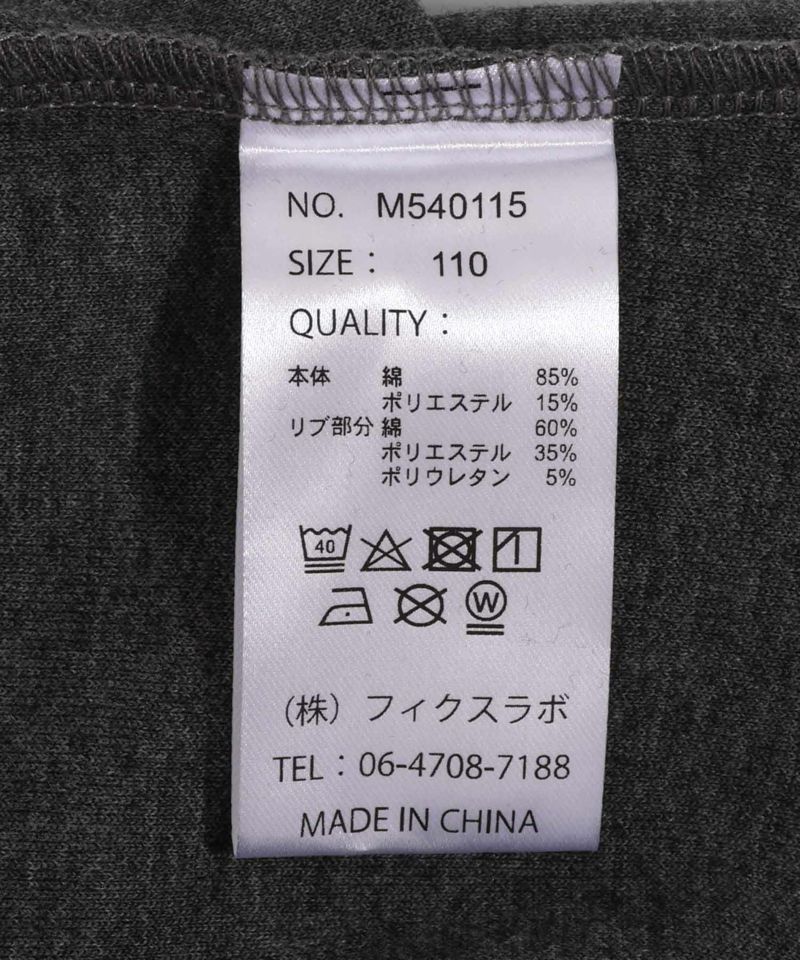 NO. M540115
SIZE : 110
QUALITY :
本体 綿 85%
ポリエステル 15%
リブ部分 綿 60%
ポリエステル 35%
ポリウレタン 5%
40
W
(株) フィクスラボ
TEL : 06-4708-7188
MADE IN CHINA